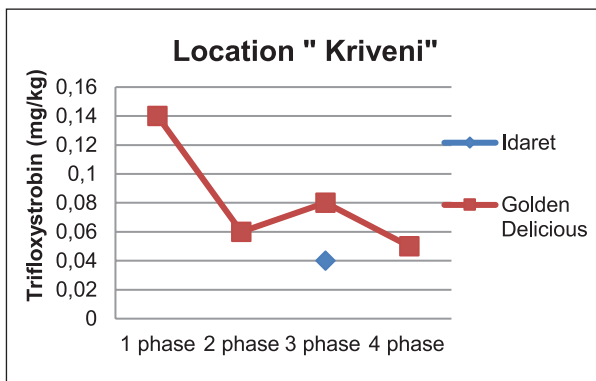 Location " Kriveni"
Trifloxystrobin (mg/kg)
0,16
0,14
0,12
0,1
0,08
0,06
0,04
0,02
0
1 phase 2 phase 3 phase 4 phase
Idaret
Golden
Delicious